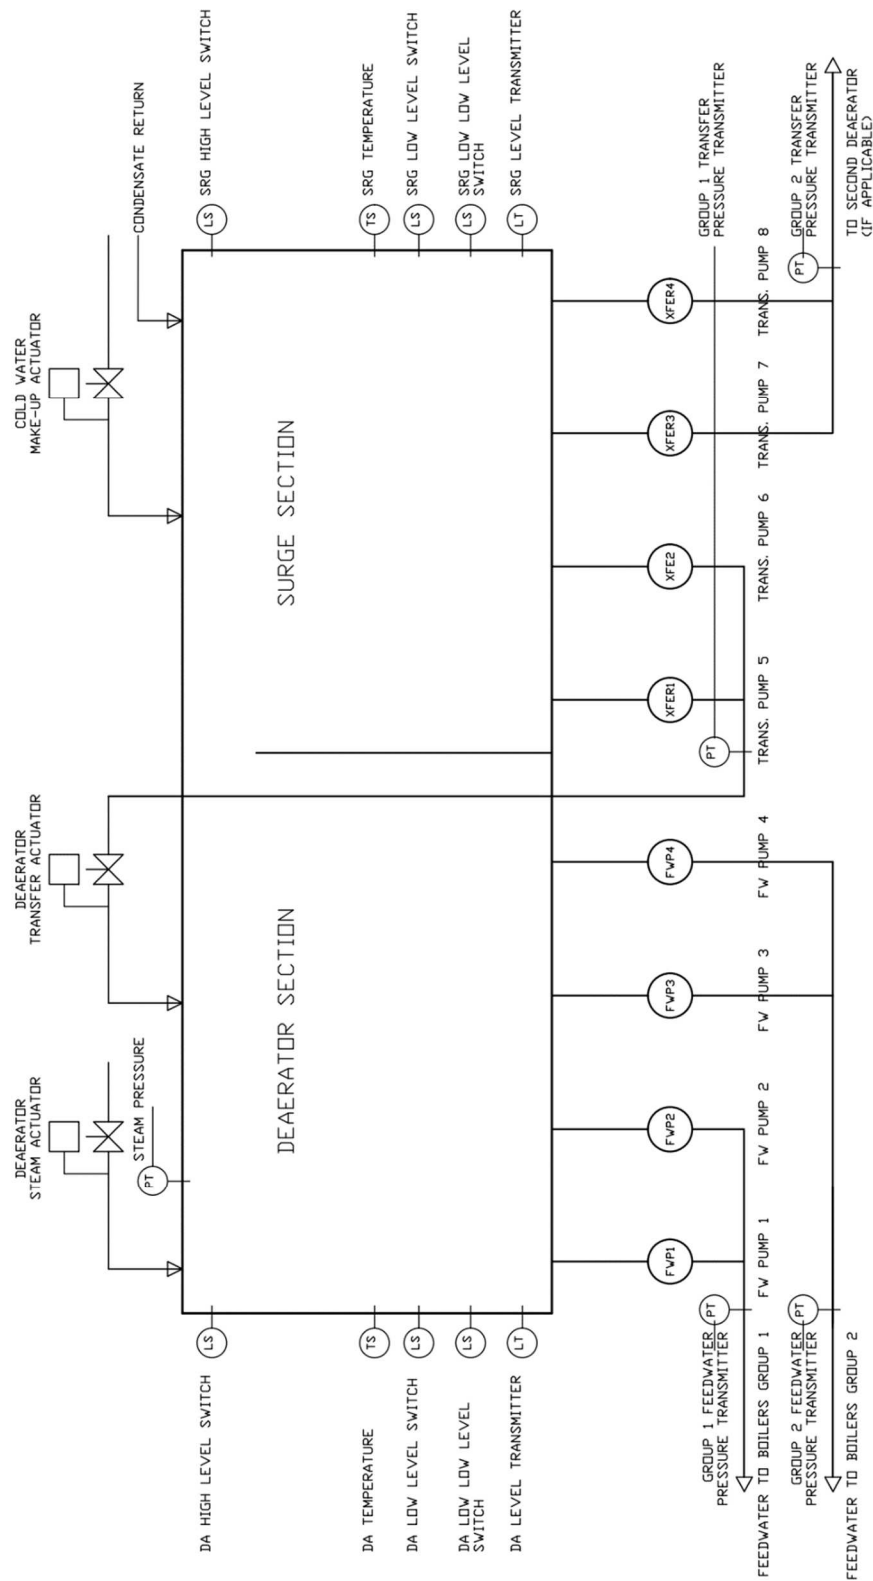 DEAERATOR
STEAM ACTUATOR
DEAERATOR
TRANSFER ACTUATOR
COLD WATER
MAKE-UP ACTUATOR
STEAM PRESSURE
PT
CONDENSATE RETURN
DA HIGH LEVEL SWITCH
LS
LS
SRG HIGH LEVEL SWITCH
DEAERATOR SECTION
SURGE SECTION
DA TEMPERATURE
TS
TS
SRG TEMPERATURE
DA LOW LEVEL SWITCH
LS
LS
SRG LOW LEVEL SWITCH
DA LOW LOW LEVEL
SWITCH
LS
LS
SRG LOW LOW LEVEL
SWITCH
DA LEVEL TRANSMITTER
LT
LT
SRG LEVEL TRANSMITTER
FWP1
FWP2
FWP3
FWP4
XFER1
XFE2
XFER3
XFER4
GROUP 1 FEEDWATER
PRESSURE TRANSMITTER
PT
PT
GROUP 1 TRANSFER
PRESSURE TRANSMITTER
FEEDWATER TO BOILERS GROUP 1
FW PUMP 1
FW PUMP 2
FW PUMP 3
FW PUMP 4
TRANS. PUMP 5
TRANS. PUMP 6
TRANS. PUMP 7
TRANS. PUMP 8
GROUP 2 FEEDWATER
PRESSURE TRANSMITTER
PT
PT
GROUP 2 TRANSFER
PRESSURE TRANSMITTER
FEEDWATER TO BOILERS GROUP 2
TO SECOND DEAERATOR
(IF APPLICABLE)